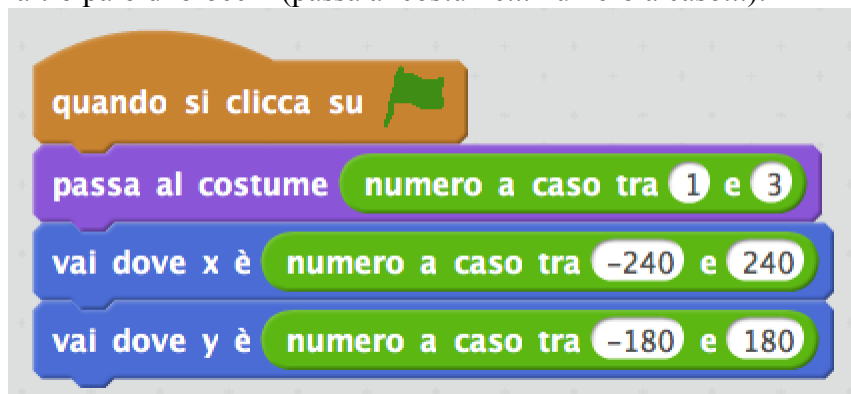 quando si clicca su
passa al costume numero a caso tra 1 e 3
vai dove x è numero a caso tra -240 e 240
vai dove y è numero a caso tra -180 e 180